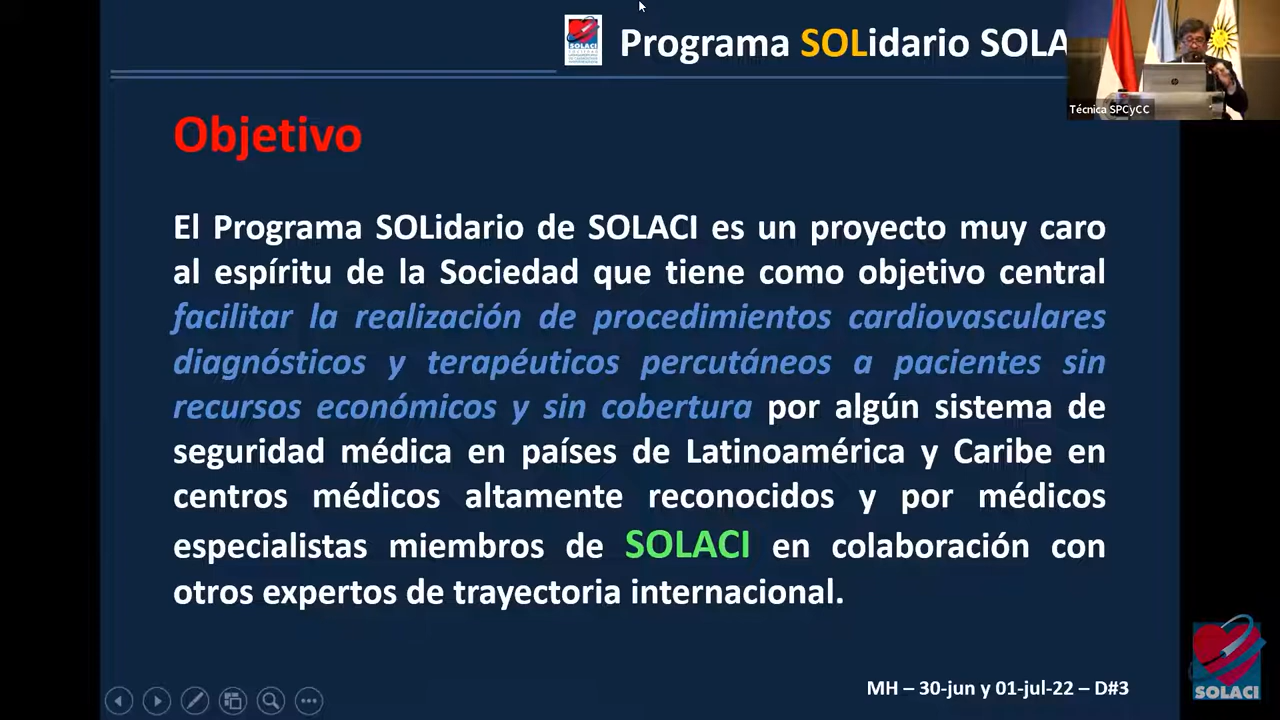 SOLACI
Programa SOLidario SOLA
Técnica SPCyCC
Objetivo
El Programa SOLidario de SOLACI es un proyecto muy caro
al espíritu de la Sociedad que tiene como objetivo central
facilitar la realización de procedimientos cardiovasculares
diagnósticos y terapéuticos percutáneos a pacientes sin
recursos económicos y sin cobertura por algún sistema de
seguridad médica en países de Latinoamérica y Caribe en
centros médicos altamente reconocidos y por médicos
especialistas miembros de SOLACI en colaboración con
otros expertos de trayectoria internacional.
MH – 30-jun y 01-jul-22 – D#3
SOLACI